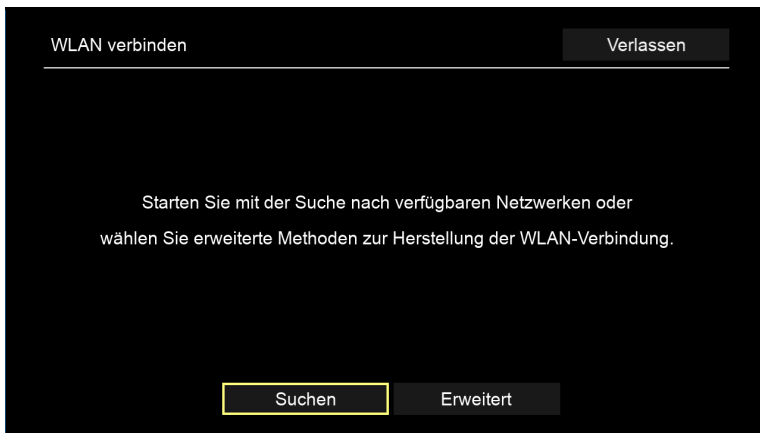 WLAN verbinden
Verlassen
Starten Sie mit der Suche nach verfügbaren Netzwerken oder
wählen Sie erweiterte Methoden zur Herstellung der WLAN-Verbindung.
Suchen
Erweitert